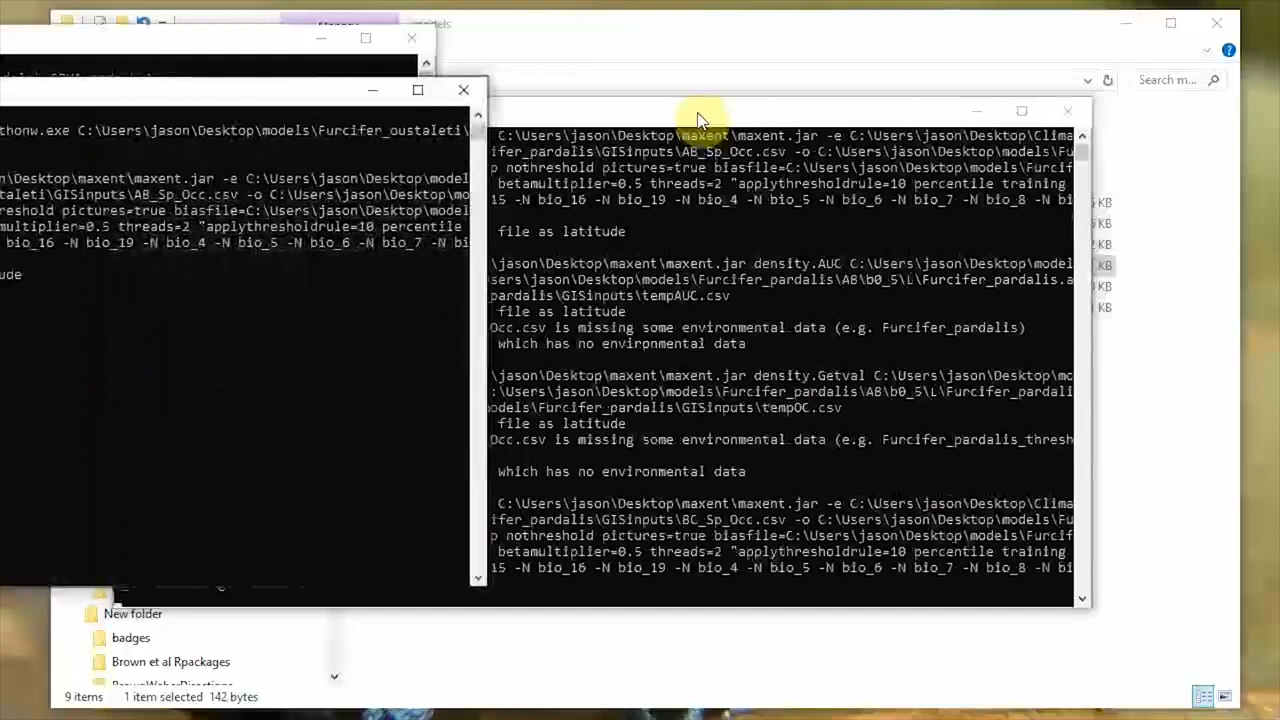 models
Search m...
thonw.exe C:\Users\jason\Desktop\models\Furcifer_oustaleti\
n\Desktop\maxent\maxent.jar -e C:\Users\jason\Desktop\model
taleti\GISinputs\AB_Sp_Occ.csv -o C:\Users\jason\Desktop\mo
reshold pictures=true biasfile=C:\Users\jason\Desktop\model
multiplier=0.5 threads=2 "applythresholdrule=10 percentile
bio_16 -N bio_19 -N bio_4 -N bio_5 -N bio_6 -N bio_7 -N bi
ude
C:\Users\jason\Desktop\maxent\maxent.jar -e C:\Users\jason\Desktop\Clima
ifer_pardalis\GISinputs\AB_Sp_Occ.csv -o C:\Users\jason\Desktop\models\Fu
p nothreshold pictures=true biasfile=C:\Users\jason\Desktop\models\Furcif
betamultiplier=0.5 threads=2 "applythresholdrule=10 percentile training
15 -N bio_16 -N bio_19 -N bio_4 -N bio_5 -N bio_6 -N bio_7 -N bio_8 -N bi
file as latitude
\jason\Desktop\maxent\maxent.jar density.AUC C:\Users\jason\Desktop\model
sers\jason\Desktop\models\Furcifer_pardalis\AB\b0_5\L\Furcifer_pardalis.a
pardalis\GISinputs\tempAUC.csv
file as latitude
Occ.csv is missing some environmental data (e.g. Furcifer_pardalis)
which has no environmental data
\jason\Desktop\maxent\maxent.jar density.Getval C:\Users\jason\Desktop\mo
:\Users\jason\Desktop\models\Furcifer_pardalis\AB\b0_5\L\Furcifer_pardali
odels\Furcifer_pardalis\GISinputs\tempOC.csv
file as latitude
Occ.csv is missing some environmental data (e.g. Furcifer_pardalis_thresh
which has no environmental data
C:\Users\jason\Desktop\maxent\maxent.jar -e C:\Users\jason\Desktop\Clima
ifer_pardalis\GISinputs\BC_Sp_Occ.csv -o C:\Users\jason\Desktop\models\Fu
p nothreshold pictures=true biasfile=C:\Users\jason\Desktop\models\Furcif
betamultiplier=0.5 threads=2 "applythresholdrule=10 percentile training
15 -N bio_16 -N bio_19 -N bio_4 -N bio_5 -N bio_6 -N bio_7 -N bio_8 -N bi
KB
KB
KB
KB
KB
KB
New folder
badges
Brown et al Rpackages
9 items 1 item selected 142 bytes